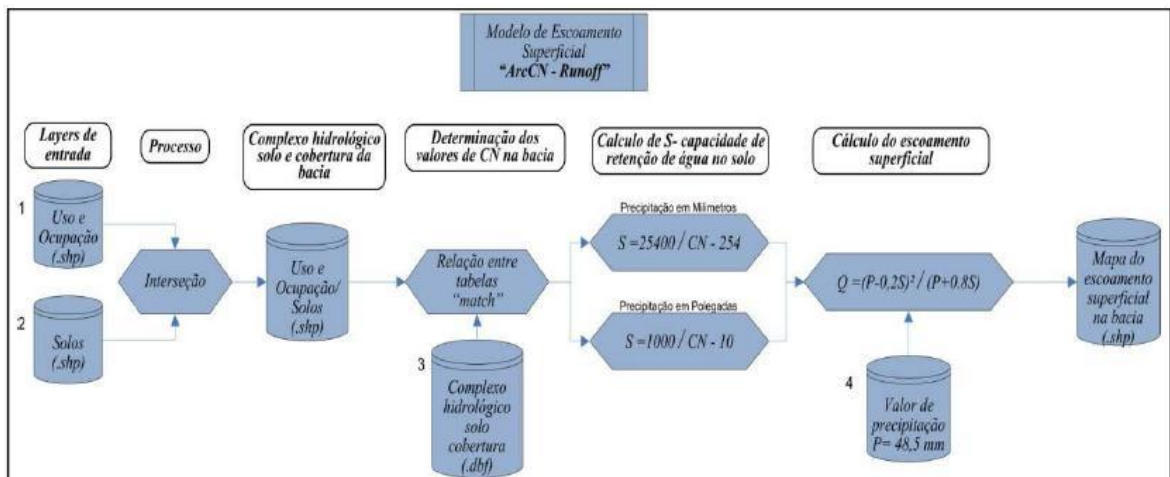 Modelo de Escoamento
Superficial
“ArcCN - Runoff”
Layers de
entrada
Processo
Complexo hidrológico
solo e cobertura da
bacia
Determinação dos
valores de CN na bacia
Calculo de S- capacidade de
retenção de água no solo
Cálculo do escoamento
superficial
1
Uso e
Ocupação
(.shp)
2
Solos
(.shp)
Interseção
Uso e
Ocupação/
Solos
(.shp)
Relação entre
tabelas
“match”
3
Complexo
hidrológico
solo
cobertura
(.dbf)
Precipitação em Milímetros
S =25400 / CN - 254
Precipitação em Polegadas
S =1000 / CN - 10
Q =(P-0,2S)² / (P+0.8S)
4
Valor de
precipitação
P= 48,5 mm
Mapa do
escoamento
superficial
na bacia
(.shp)